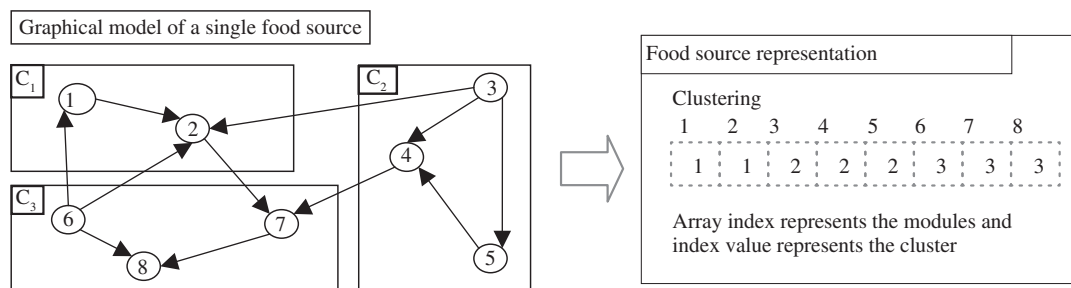 Graphical model of a single food source
C1
1
2
C2
3
4
5
C3
6
7
8
Food source representation
Clustering
1 2 3 4 5 6 7 8
1 1 2 2 2 3 3 3
Array index represents the modules and
index value represents the cluster